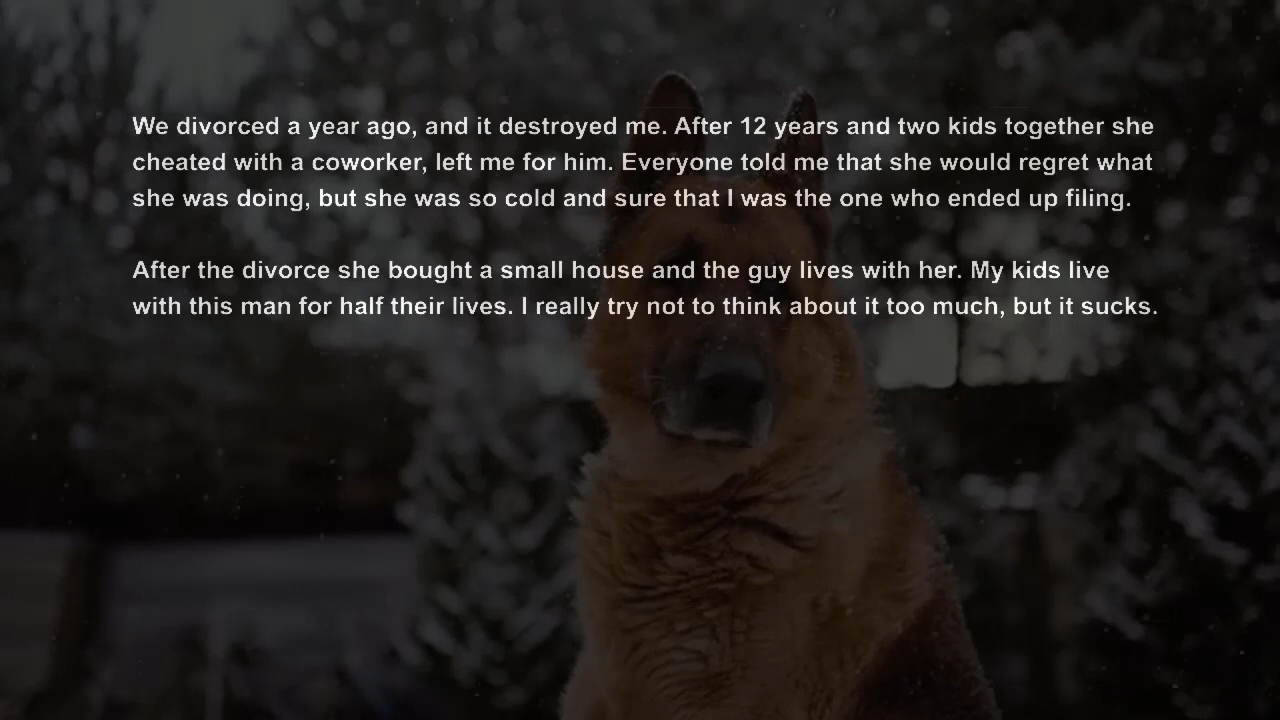 We divorced a year ago, and it destroyed me. After 12 years and two kids together she
cheated with a coworker, left me for him. Everyone told me that she would regret what
she was doing, but she was so cold and sure that I was the one who ended up filing.
After the divorce she bought a small house and the guy lives with her. My kids live
with this man for half their lives. I really try not to think about it too much, but it sucks.